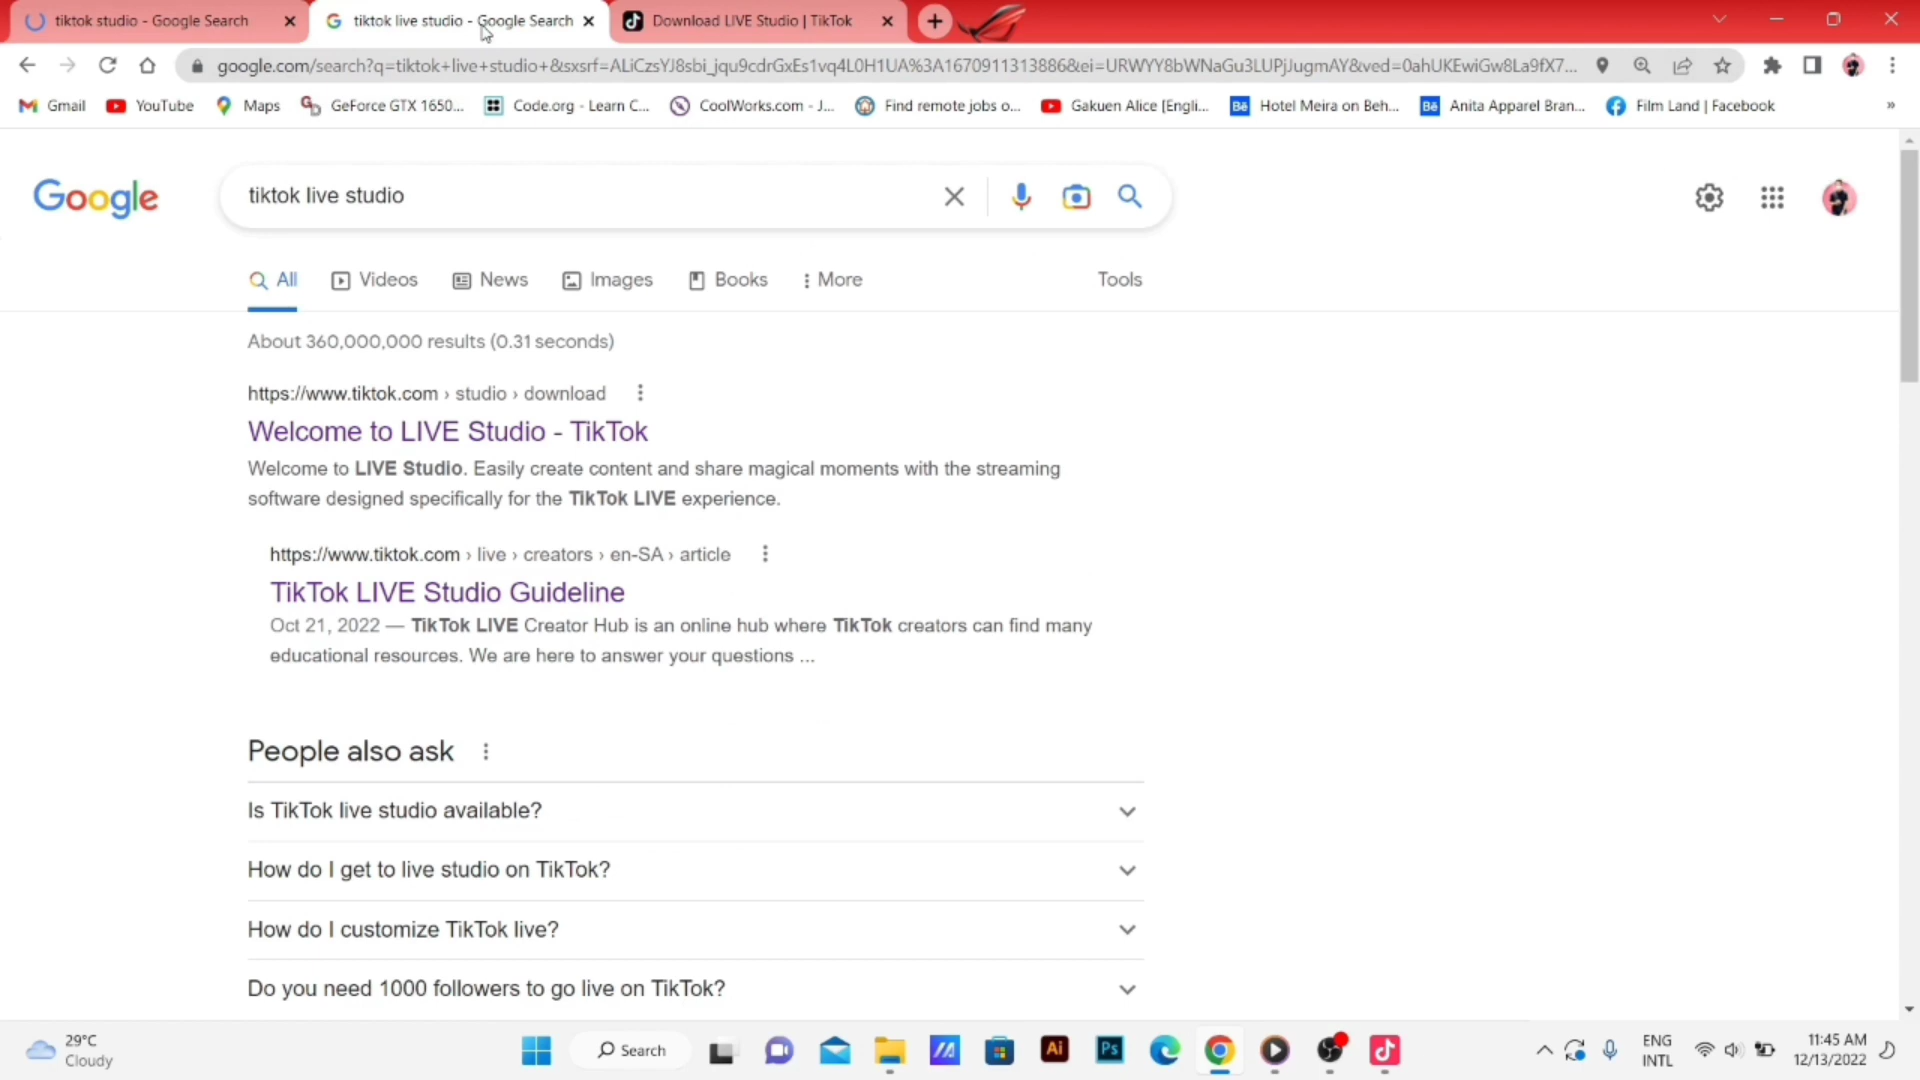 tiktok studio - Google Search
tiktok live studio - Google Search
Download LIVE Studio | TikTok
google.com/search?q=tiktok+live+studio+&sxsrf=ALiCzsYJ8sbi_jqu9cdrGxEs1vq4L0H1UA%3A1670911313886&ei=URWYY8bWNaGu3LUPjJugmAY&ved=0ahUKEwiGw8La9fX7...
Gmail
YouTube
Maps
GeForce GTX 1650...
Code.org - Learn C...
CoolWorks.com - J...
Find remote jobs o...
Gakuen Alice [Engli...
Hotel Meira on Beh...
Anita Apparel Bran...
Film Land | Facebook
»
Google
tiktok live studio
All
Videos
News
Images
Books
More
Tools
About 360,000,000 results (0.31 seconds)
https://www.tiktok.com › studio › download
Welcome to LIVE Studio - TikTok
Welcome to LIVE Studio. Easily create content and share magical moments with the streaming
software designed specifically for the TikTok LIVE experience.
https://www.tiktok.com › live › creators › en-SA › article
TikTok LIVE Studio Guideline
Oct 21, 2022 — TikTok LIVE Creator Hub is an online hub where TikTok creators can find many
educational resources. We are here to answer your questions ...
People also ask
Is TikTok live studio available?
How do I get to live studio on TikTok?
How do I customize TikTok live?
Do you need 1000 followers to go live on TikTok?
29°C
Cloudy
Search
Ai
Ps
ENG
INTL
11:45 AM
12/13/2022